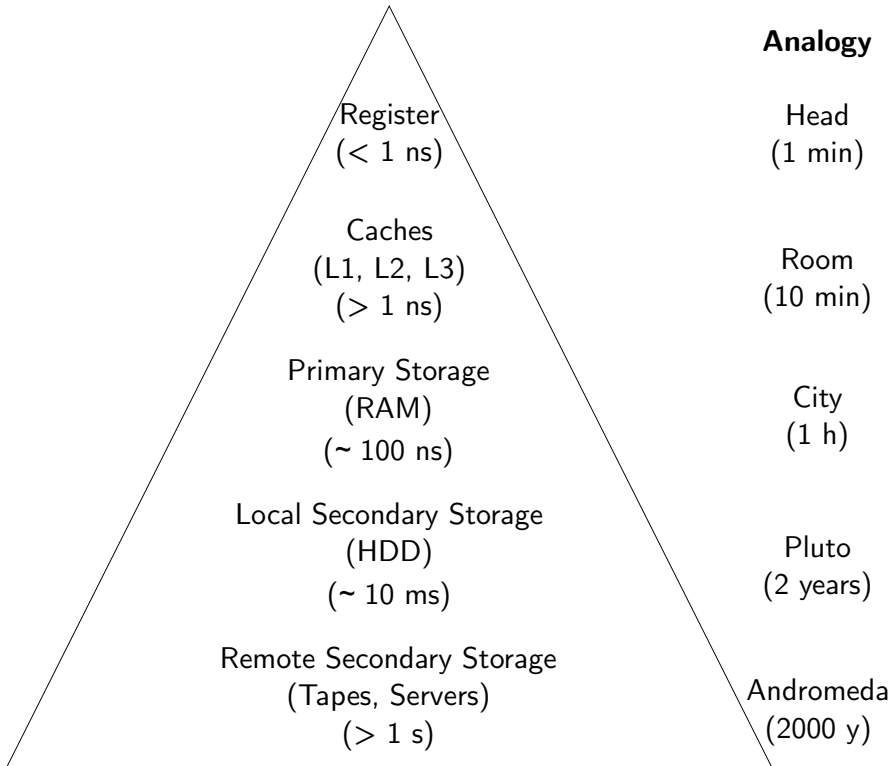 Analogy
Register
(< 1 ns)
Head
(1 min)
Caches
(L1, L2, L3)
(> 1 ns)
Room
(10 min)
Primary Storage
(RAM)
(~ 100 ns)
City
(1 h)
Local Secondary Storage
(HDD)
(~ 10 ms)
Pluto
(2 years)
Remote Secondary Storage
(Tapes, Servers)
(> 1 s)
Andromeda
(2000 y)